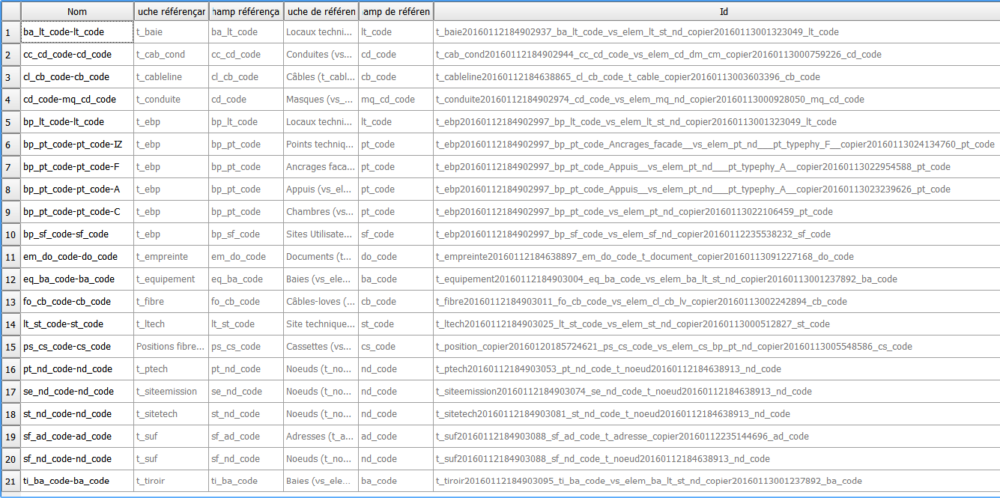 Nom uche référençar hamp référença uche de référen amp de référen Id
1 ba_lt_code-lt_code t_baie ba_lt_code Locaux techni... lt_code t_baie20160112184902937_ba_lt_code_vs_elem_lt_st_nd_copier20160113001323049_lt_code
2 cc_cd_code-cd_code t_cab_cond cc_cd_code Conduites (vs... cd_code t_cab_cond20160112184902944_cc_cd_code_vs_elem_cd_dm_cm_copier20160113000759226_cd_code
3 cl_cb_code-cb_code t_cableline cl_cb_code Câbles (t_cabl... cb_code t_cableline20160112184638865_cl_cb_code_t_cable_copier20160113003603396_cb_code
4 cd_code-mq_cd_code t_conduite cd_code Masques (vs_... mq_cd_code t_conduite20160112184902974_cd_code_vs_elem_mq_nd_copier20160113000928050_mq_cd_code
5 bp_lt_code-lt_code t_ebp bp_lt_code Locaux techni... lt_code t_ebp20160112184902997_bp_lt_code_vs_elem_lt_st_nd_copier20160113001323049_lt_code
6 bp_pt_code-pt_code-IZ t_ebp bp_pt_code Points techniq... pt_code t_ebp20160112184902997_bp_pt_code_Ancrages_facade__vs_elem_pt_nd___pt_typephy_F__copier20160113024134760_pt_code
7 bp_pt_code-pt_code-F t_ebp bp_pt_code Ancrages faca... pt_code t_ebp20160112184902997_bp_pt_code_Appuis__vs_elem_pt_nd___pt_typephy_A__copier20160113022954588_pt_code
8 bp_pt_code-pt_code-A t_ebp bp_pt_code Appuis (vs_el... pt_code t_ebp20160112184902997_bp_pt_code_Appuis__vs_elem_pt_nd___pt_typephy_A__copier20160113023239626_pt_code
9 bp_pt_code-pt_code-C t_ebp bp_pt_code Chambres (vs... pt_code t_ebp20160112184902997_bp_pt_code_vs_elem_pt_nd_copier20160113022106459_pt_code
10 bp_sf_code-sf_code t_ebp bp_sf_code Sites Utilisate... sf_code t_ebp20160112184902997_bp_sf_code_vs_elem_sf_nd_copier20160112235538232_sf_code
11 em_do_code-do_code t_empreinte em_do_code Documents (t... do_code t_empreinte20160112184638897_em_do_code_t_document_copier20160113091227168_do_code
12 eq_ba_code-ba_code t_equipement eq_ba_code Baies (vs_ele... ba_code t_equipement20160112184903004_eq_ba_code_vs_elem_ba_lt_st_nd_copier20160113001237892_ba_code
13 fo_cb_code-cb_code t_fibre fo_cb_code Câbles-loves (... cb_code t_fibre20160112184903011_fo_cb_code_vs_elem_cl_cb_lv_copier20160113002242894_cb_code
14 lt_st_code-st_code t_ltech lt_st_code Site technique... st_code t_ltech20160112184903025_lt_st_code_vs_elem_st_nd_copier20160113000512827_st_code
15 ps_cs_code-cs_code Positions fibre... ps_cs_code Cassettes (vs... cs_code t_position_copier20160120185724621_ps_cs_code_vs_elem_cs_bp_pt_nd_copier20160113005548586_cs_code
16 pt_nd_code-nd_code t_ptech pt_nd_code Noeuds (t_no... nd_code t_ptech20160112184903053_pt_nd_code_t_noeud20160112184638913_nd_code
17 se_nd_code-nd_code t_siteemission se_nd_code Noeuds (t_no... nd_code t_siteemission20160112184903074_se_nd_code_t_noeud20160112184638913_nd_code
18 st_nd_code-nd_code t_sitetech st_nd_code Noeuds (t_no... nd_code t_sitetech20160112184903081_st_nd_code_t_noeud20160112184638913_nd_code
19 sf_ad_code-ad_code t_suf sf_ad_code Adresses (t_a... ad_code t_suf20160112184903088_sf_ad_code_t_adresse_copier20160112235144696_ad_code
20 sf_nd_code-nd_code t_suf sf_nd_code Noeuds (t_no... nd_code t_suf20160112184903088_sf_nd_code_t_noeud20160112184638913_nd_code
21 ti_ba_code-ba_code t_tiroir ti_ba_code Baies (vs_ele... ba_code t_tiroir20160112184903095_ti_ba_code_vs_elem_ba_lt_st_nd_copier20160113001237892_ba_code